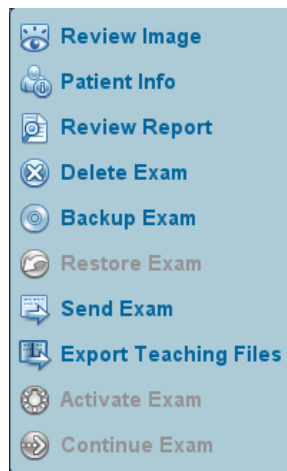 Review Image
Patient Info
Review Report
Delete Exam
Backup Exam
Restore Exam
Send Exam
Export Teaching Files
Activate Exam
Continue Exam